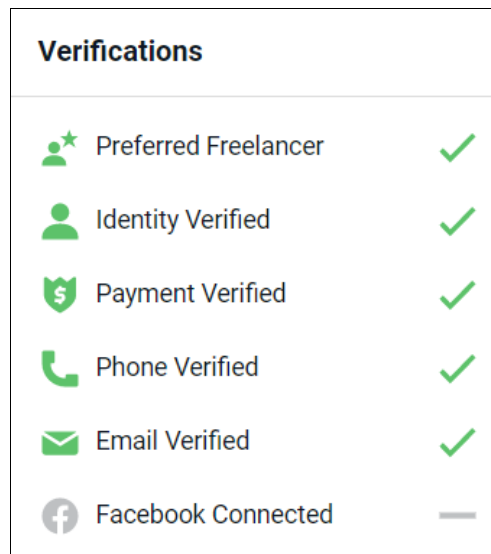 Verifications
Preferred Freelancer
Identity Verified
Payment Verified
Phone Verified
Email Verified
Facebook Connected